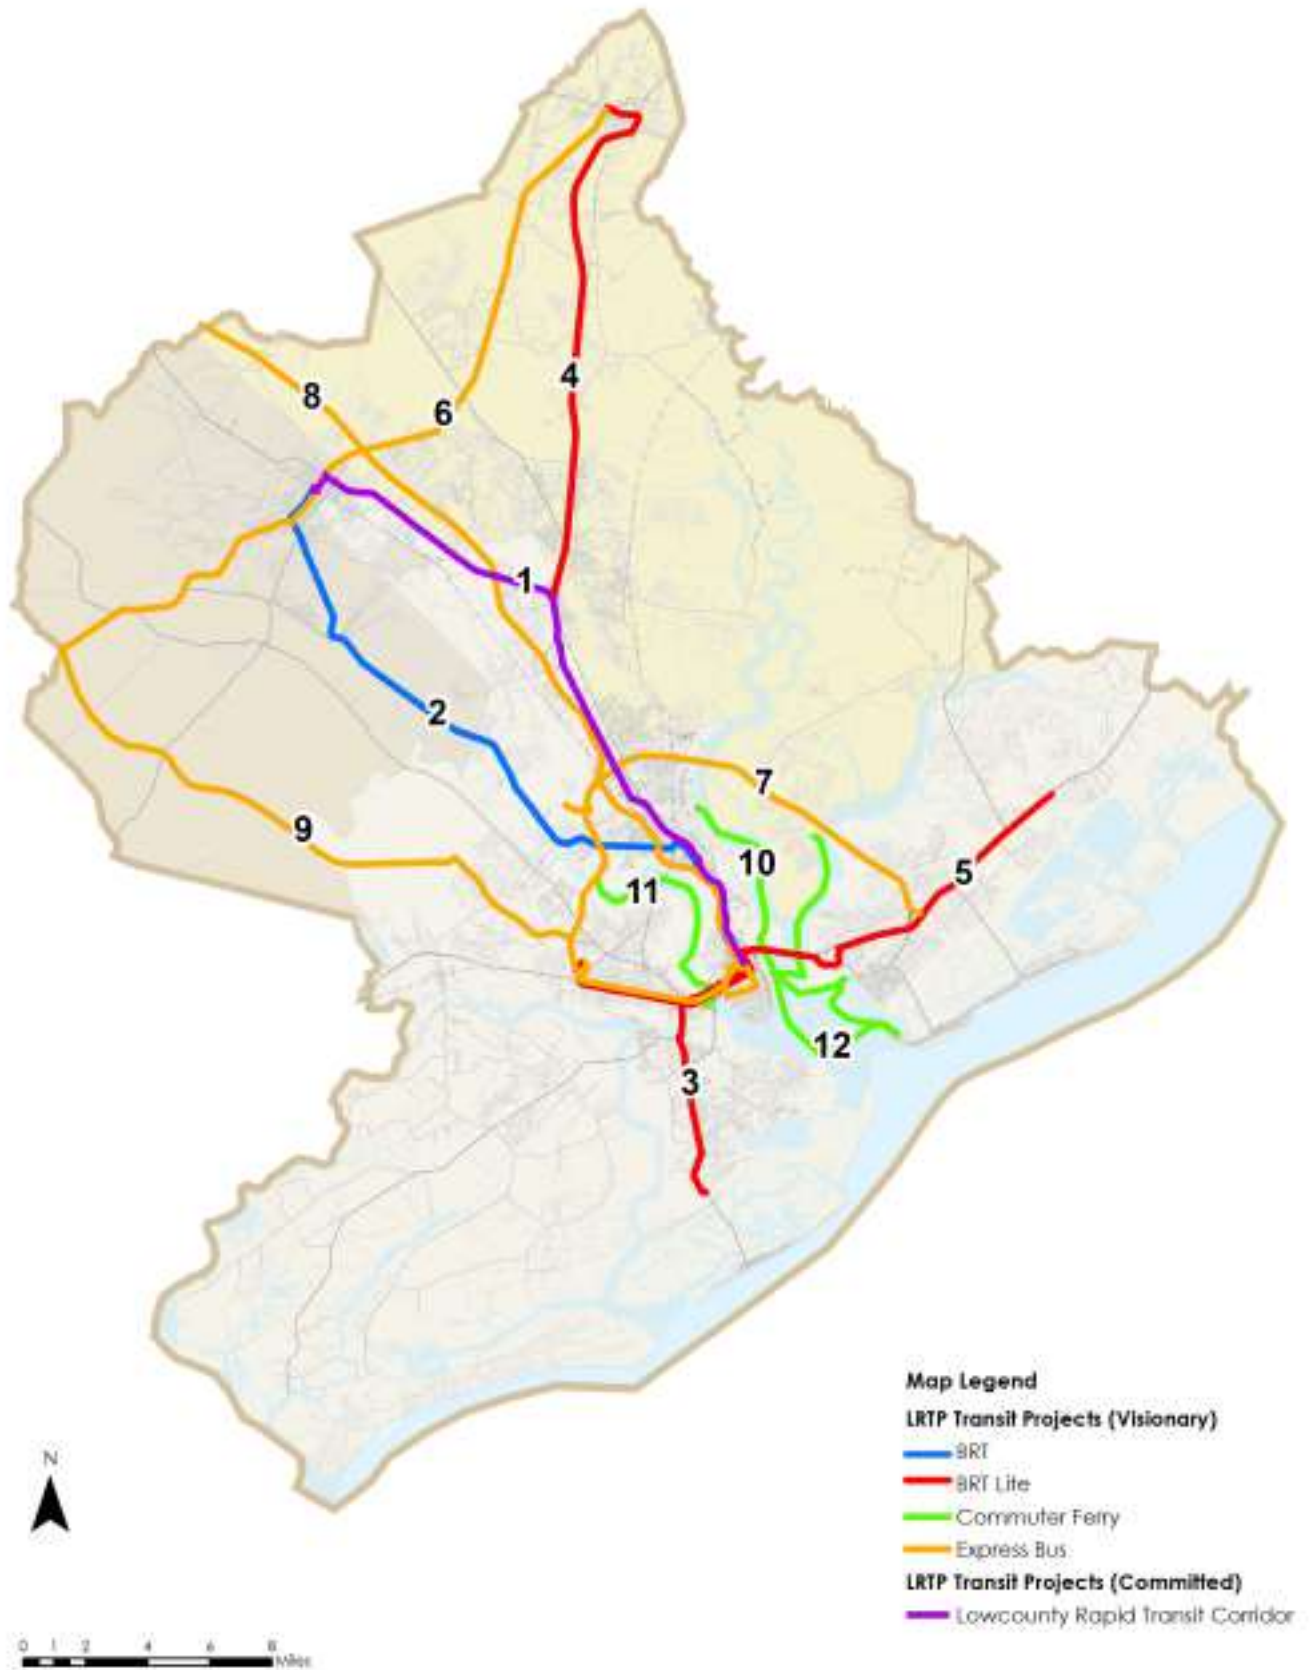 4
8
6
1
2
7
9
10
5
11
12
3
Map Legend
LRTP Transit Projects (Visionary)
BRT
BRT Lite
Commuter Ferry
Express Bus
LRTP Transit Projects (Committed)
Lowcounty Rapid Transit Corridor
N
0 1 2 4 6 8
Miles